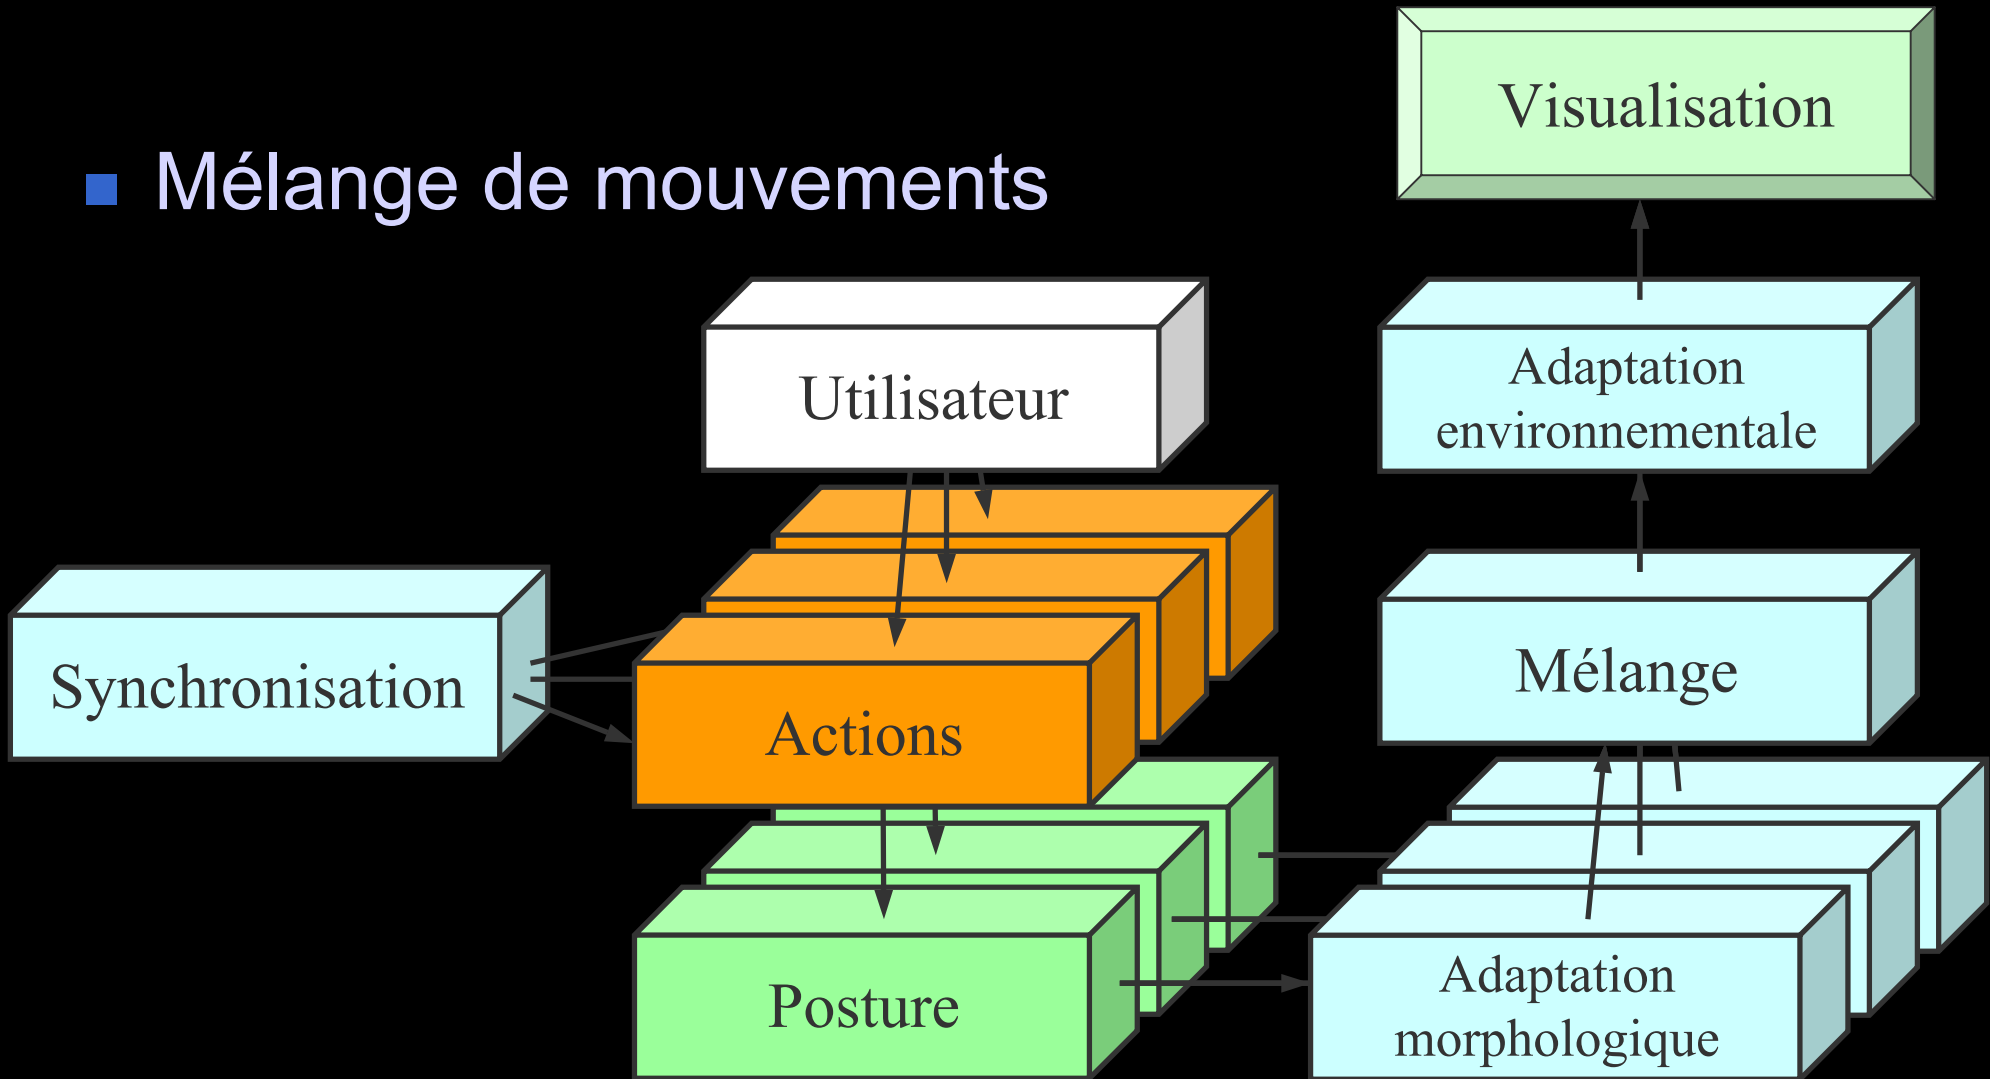 Mélange de mouvements
Visualisation
Utilisateur
Adaptation
environnementale
Synchronisation
Actions
Mélange
Posture
Adaptation
morphologique